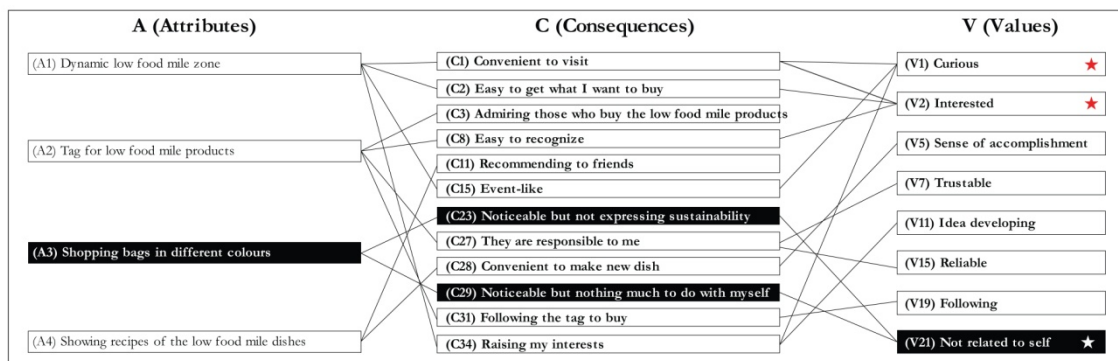 A (Attributes)
(A1) Dynamic low food mile zone
(A2) Tag for low food mile products
(A3) Shopping bags in different colours
(A4) Showing recipes of the low food mile dishes
C (Consequences)
(C1) Convenient to visit
(C2) Easy to get what I want to buy
(C3) Admiring those who buy the low food mile products
(C8) Easy to recognize
(C11) Recommending to friends
(C15) Event-like
(C23) Noticeable but not expressing sustainability
(C27) They are responsible to me
(C28) Convenient to make new dish
(C29) Noticeable but nothing much to do with myself
(C31) Following the tag to buy
(C34) Raising my interests
V (Values)
(V1) Curious
(V2) Interested
(V5) Sense of accomplishment
(V7) Trustable
(V11) Idea developing
(V15) Reliable
(V19) Following
(V21) Not related to self